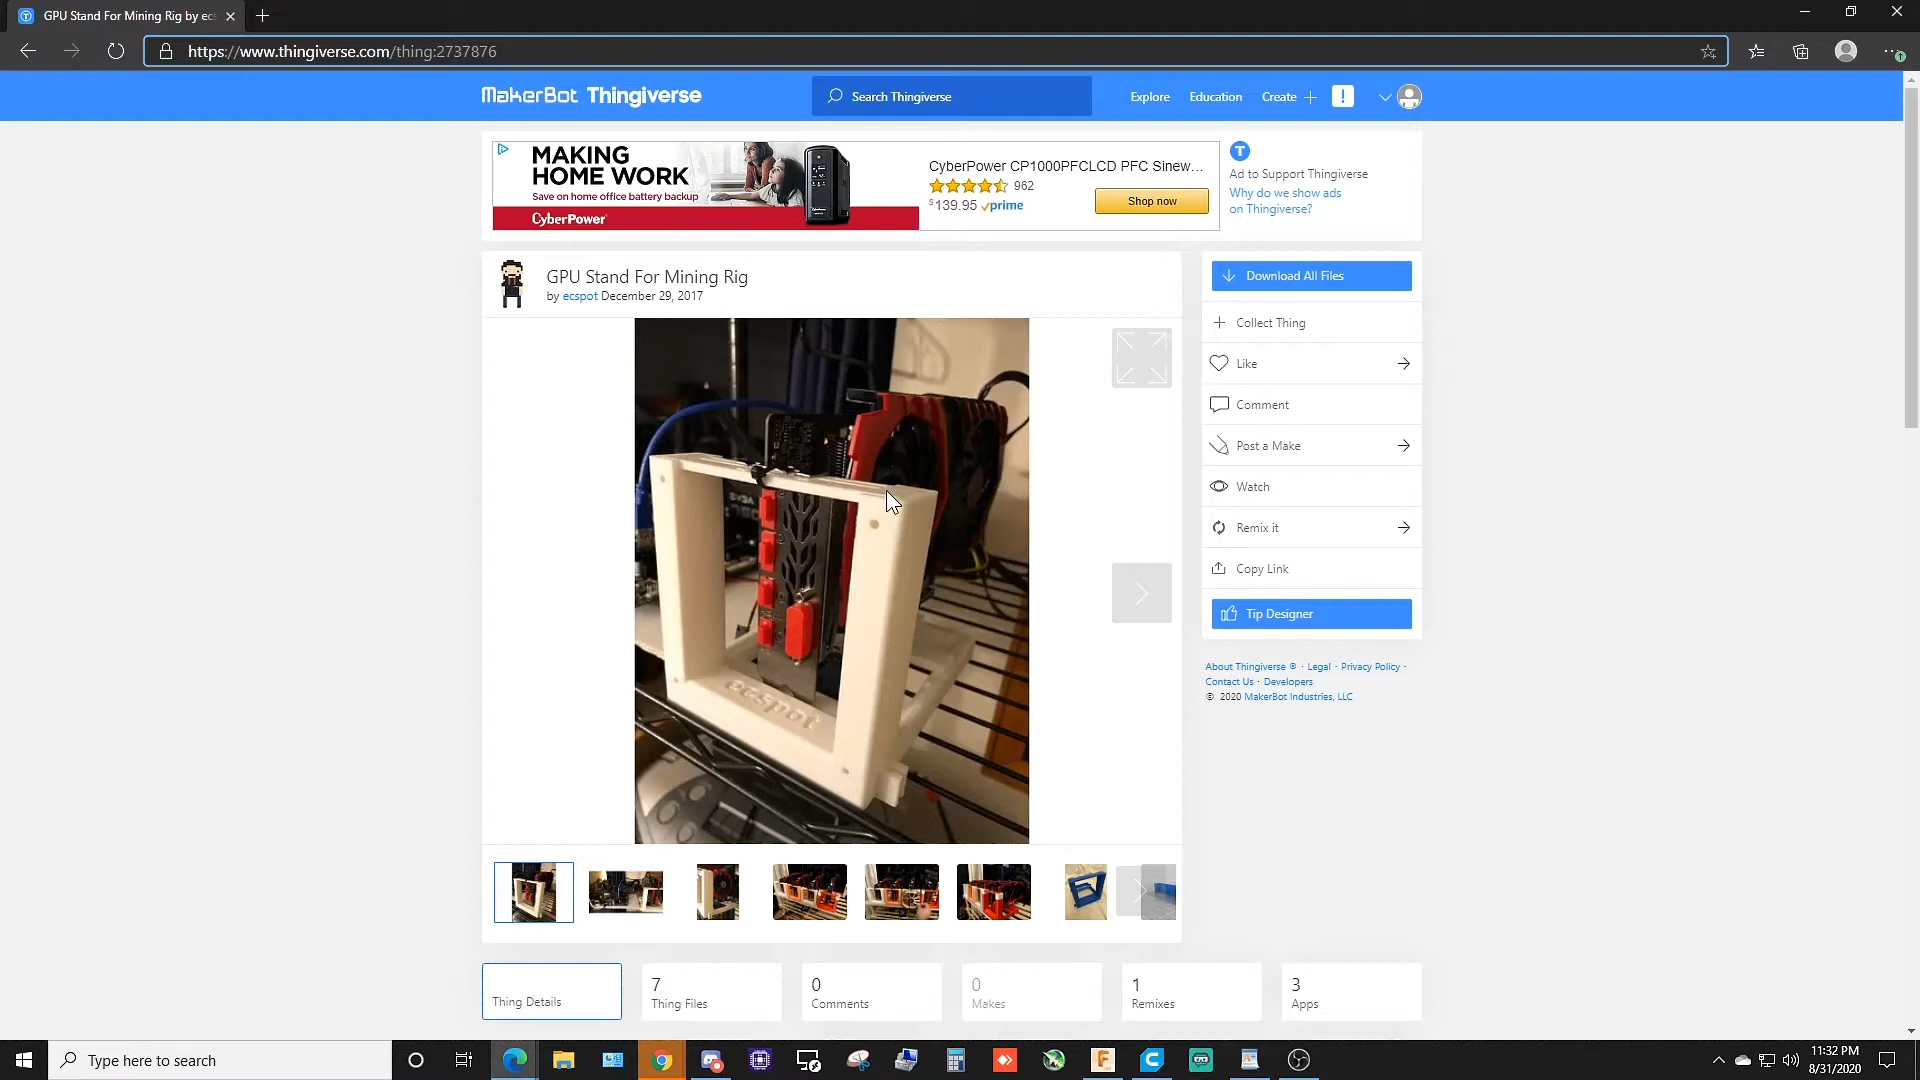 GPU Stand For Mining Rig by ecs
https://www.thingiverse.com/thing:2737876
MakerBot Thingiverse
Search Thingiverse
Explore
Education
Create
MAKING
HOME WORK
Save on home office battery backup
CyberPower
CyberPower CP1000PFCLCD PFC Sinew...
962
$139.95 prime
Shop now
Ad to Support Thingiverse
Why do we show ads
on Thingiverse?
GPU Stand For Mining Rig
by ecspot December 29, 2017
Download All Files
Collect Thing
Like
Comment
Post a Make
Watch
Remix it
Copy Link
Tip Designer
About Thingiverse ® · Legal · Privacy Policy ·
Contact Us · Developers
© 2020 MakerBot Industries, LLC
EVGA
ecspot
Thing Details
7
Thing Files
0
Comments
0
Makes
1
Remixes
3
Apps
Type here to search
11:32 PM
8/31/2020